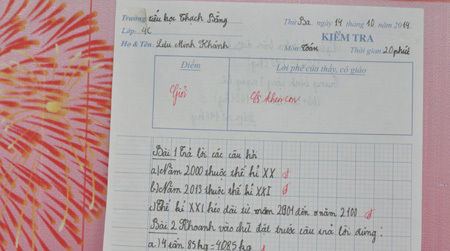 Trường: tiểu học Thạch Bằng Thứ Ba ngày 14 tháng 10 năm 2014
Lớp: 4C KIỂM TRA
Họ & Tên: Lưu Minh Khánh Môn: Toán Thời gian 20 phút
Điểm Lời phê của thầy, cô giáo
Giỏi Cô khen con
Bài 1 Trả lời các câu hỏi
a) Năm 2000 thuộc thế kỉ XX
b) Năm 2013 thuộc thế kỉ XXI
c) Thế kỉ XXI kéo dài từ năm 2001 đến năm 2100
Bài 2. Khoanh vào chữ đặt trước câu trả lời đúng:
a) 4 tấn 85 kg = 4085 kg